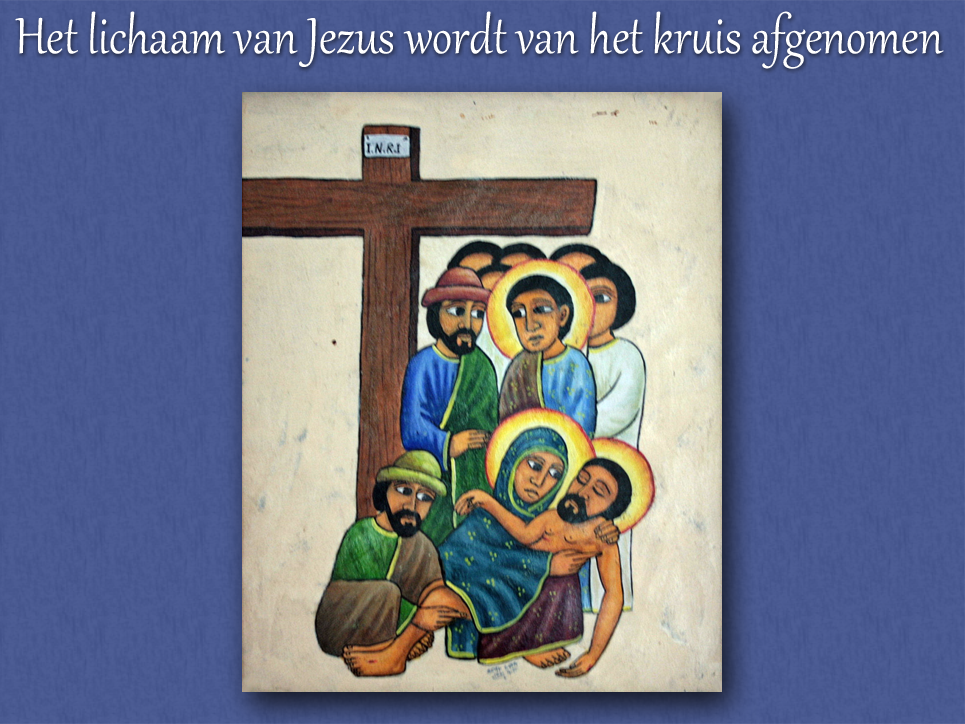 Het lichaam van Jezus wordt van het kruis afgenomen
I.N.R.I